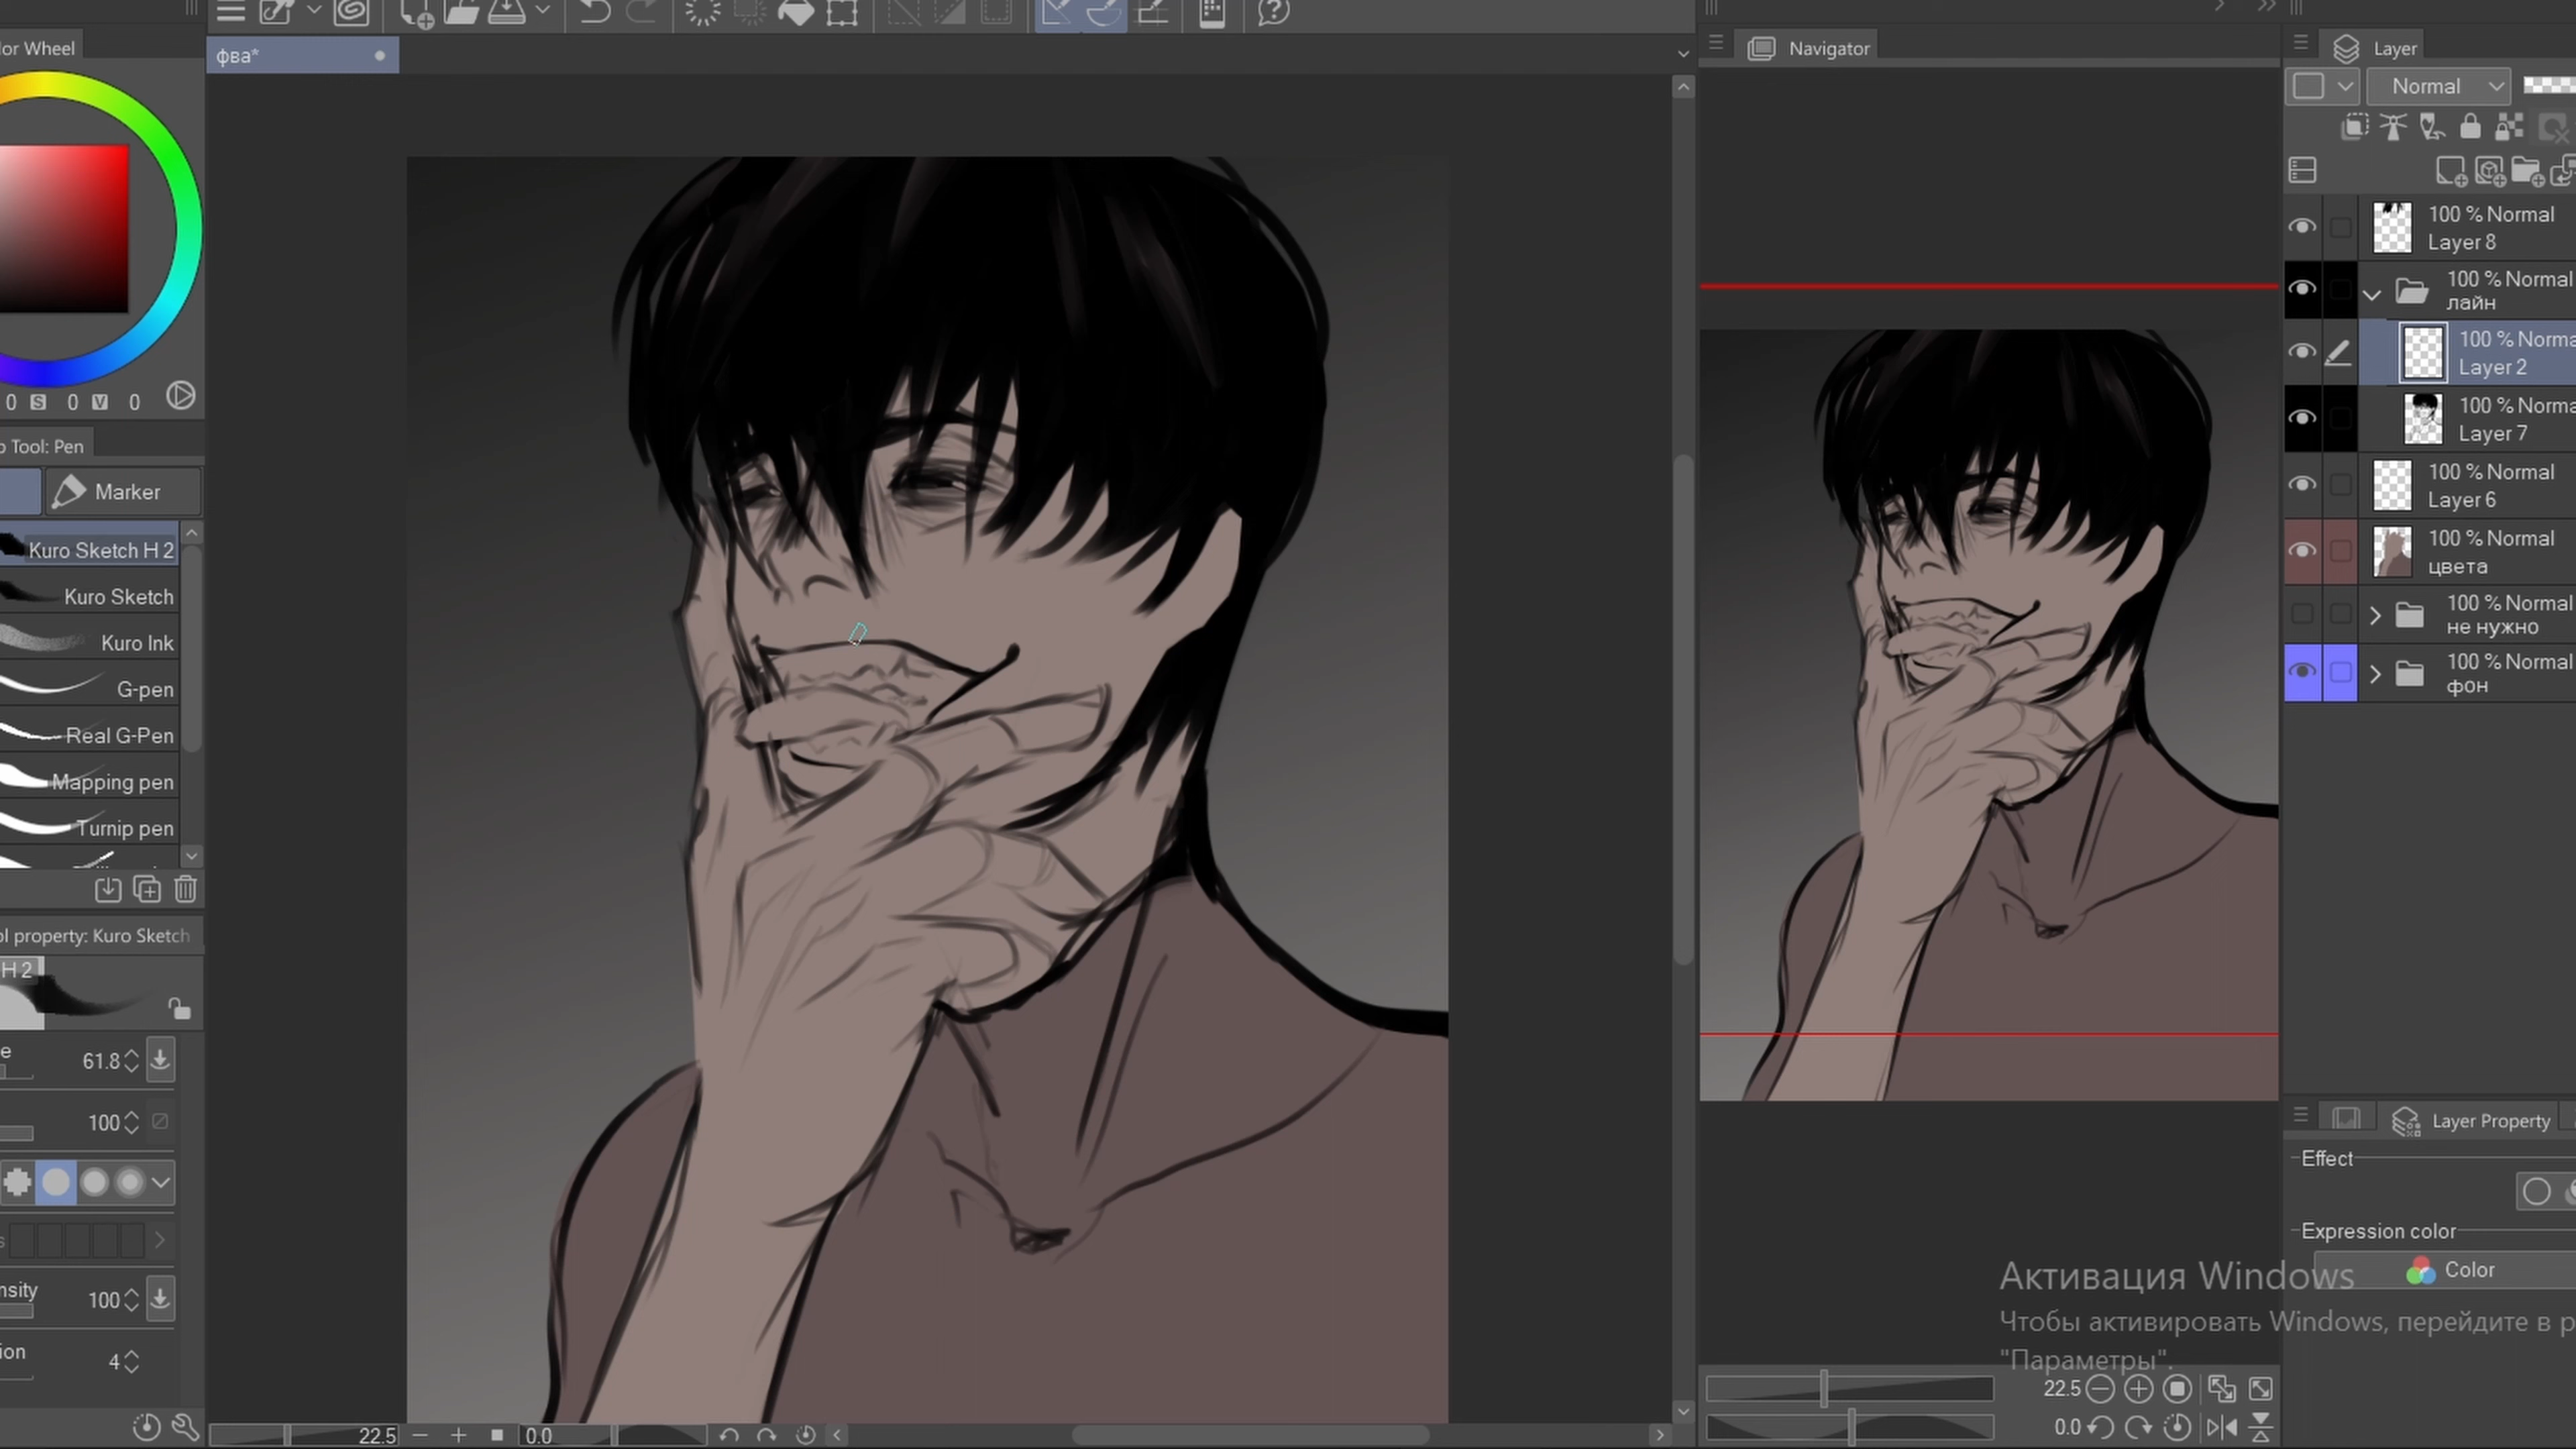 фва*
lor Wheel
0 S 0 V 0
b Tool: Pen
Marker
Kuro Sketch H 2
Kuro Sketch
Kuro Ink
G-pen
Real G-Pen
Mapping pen
Turnip pen
ol property: Kuro Sketch
H 2
e 61.8
100
s
nsity 100
ion 4
22.5
0.0
Navigator
22.5
0.0
Layer
Normal
100 % Normal
Layer 8
100 % Normal
лайн
100 % Norma
Layer 2
100 % Norma
Layer 7
100 % Normal
Layer 6
100 % Normal
цвета
100 % Normal
не нужно
100 % Normal
фон
Layer Property
Effect
Expression color
Color
Активация Windows
Чтобы активировать Windows, перейдите в р
"Параметры".